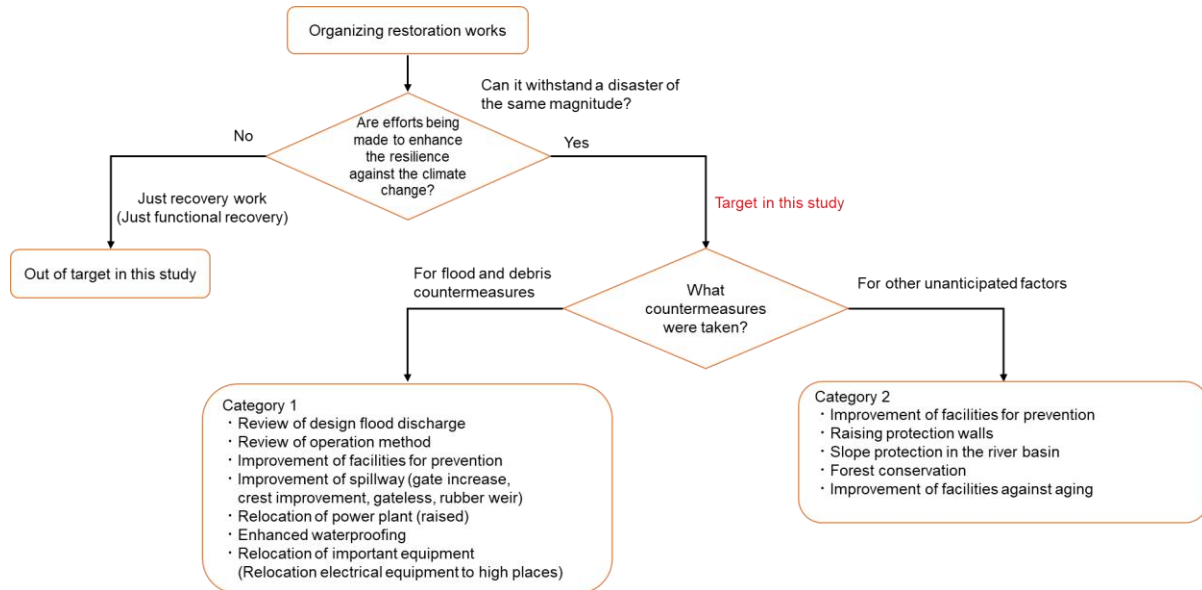 Organizing restoration works
Can it withstand a disaster of
the same magnitude?
Are efforts being
made to enhance
the resilience
against the climate
change?
No
Yes
Just recovery work
(Just functional recovery)
Target in this study
Out of target in this study
For flood and debris
countermeasures
What
countermeasures
were taken?
For other unanticipated factors
Category 1
・Review of design flood discharge
・Review of operation method
・Improvement of facilities for prevention
・Improvement of spillway (gate increase,
crest improvement, gateless, rubber weir)
・Relocation of power plant (raised)
・Enhanced waterproofing
・Relocation of important equipment
(Relocation electrical equipment to high places)
Category 2
・Improvement of facilities for prevention
・Raising protection walls
・Slope protection in the river basin
・Forest conservation
・Improvement of facilities against aging